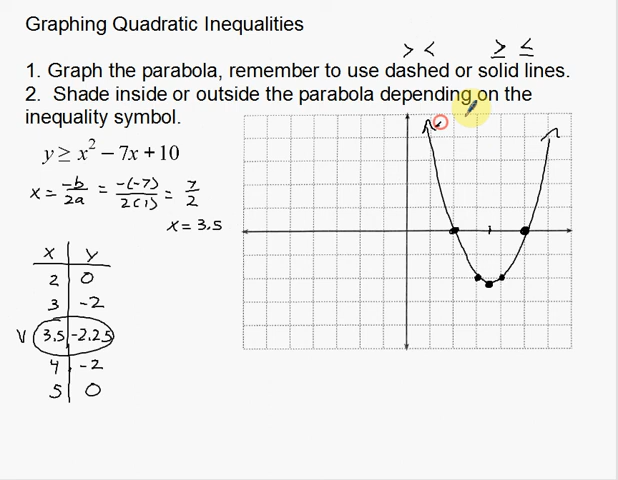 Graphing Quadratic Inequalities
> < ≥ ≤
1. Graph the parabola, remember to use dashed or solid lines.
2. Shade inside or outside the parabola depending on the
inequality symbol.
y ≥ x² − 7x + 10
x = -b/2a = -(-7)/2(1) = 7/2
x = 3.5
x y
2 0
3 -2
V 3.5 -2.25
4 -2
5 0